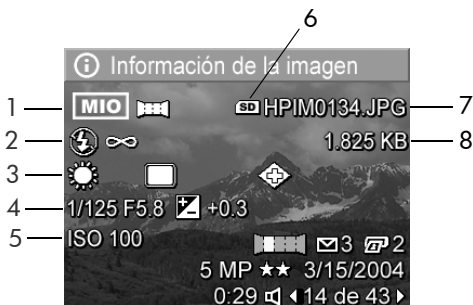 6
Información de la imagen
1 MIO SD HPIM0134.JPG 7
2 1.825 KB 8
3
4 1/125 F5.8 +0.3
5 ISO 100
3 2
5 MP ★★ 3/15/2004
0:29 14 de 43